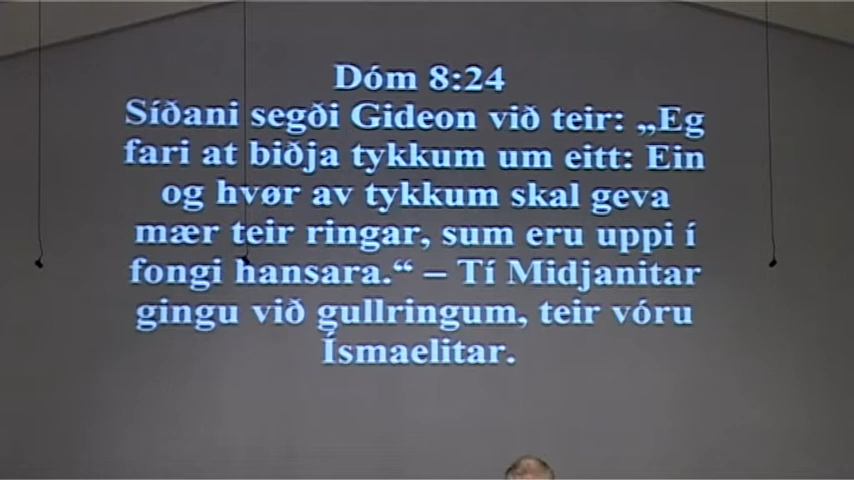 Dóm 8:24
Síðani segði Gideon við teir: „Eg
fari at biðja tykkum um eitt: Ein
og hvør av tykkum skal geva
mær teir ringar, sum eru uppi í
fongi hansara.“ – Tí Midjanitar
gingu við gullringum, teir vóru
Ísmaelitar.